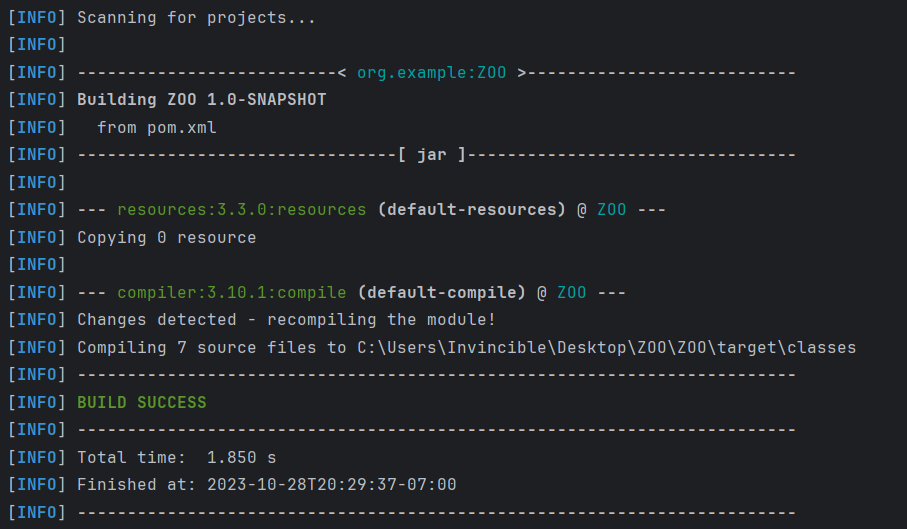 [INFO] Scanning for projects...
[INFO]
[INFO] --------------------------< org.example:ZOO >---------------------------
[INFO] Building ZOO 1.0-SNAPSHOT
[INFO]   from pom.xml
[INFO] --------------------------------[ jar ]---------------------------------
[INFO]
[INFO] --- resources:3.3.0:resources (default-resources) @ ZOO ---
[INFO] Copying 0 resource
[INFO]
[INFO] --- compiler:3.10.1:compile (default-compile) @ ZOO ---
[INFO] Changes detected - recompiling the module!
[INFO] Compiling 7 source files to C:\Users\Invincible\Desktop\ZOO\ZOO\target\classes
[INFO] ------------------------------------------------------------------------
[INFO] BUILD SUCCESS
[INFO] ------------------------------------------------------------------------
[INFO] Total time:  1.850 s
[INFO] Finished at: 2023-10-28T20:29:37-07:00
[INFO] ------------------------------------------------------------------------